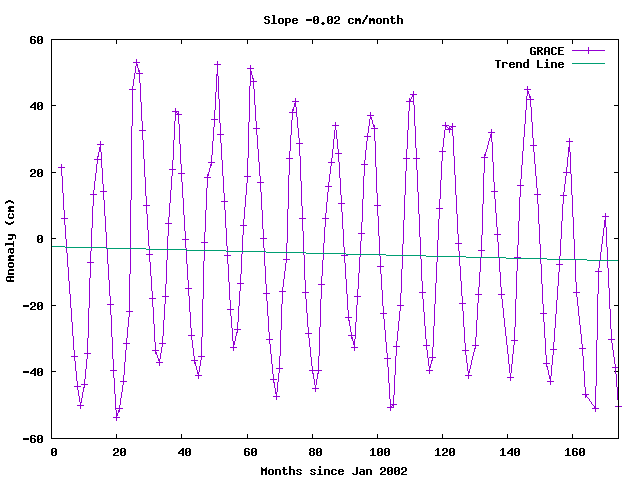 Slope -0.02 cm/month
GRACE
Trend Line
60
40
20
0
-20
-40
-60
Anomaly (cm)
0 20 40 60 80 100 120 140 160
Months since Jan 2002